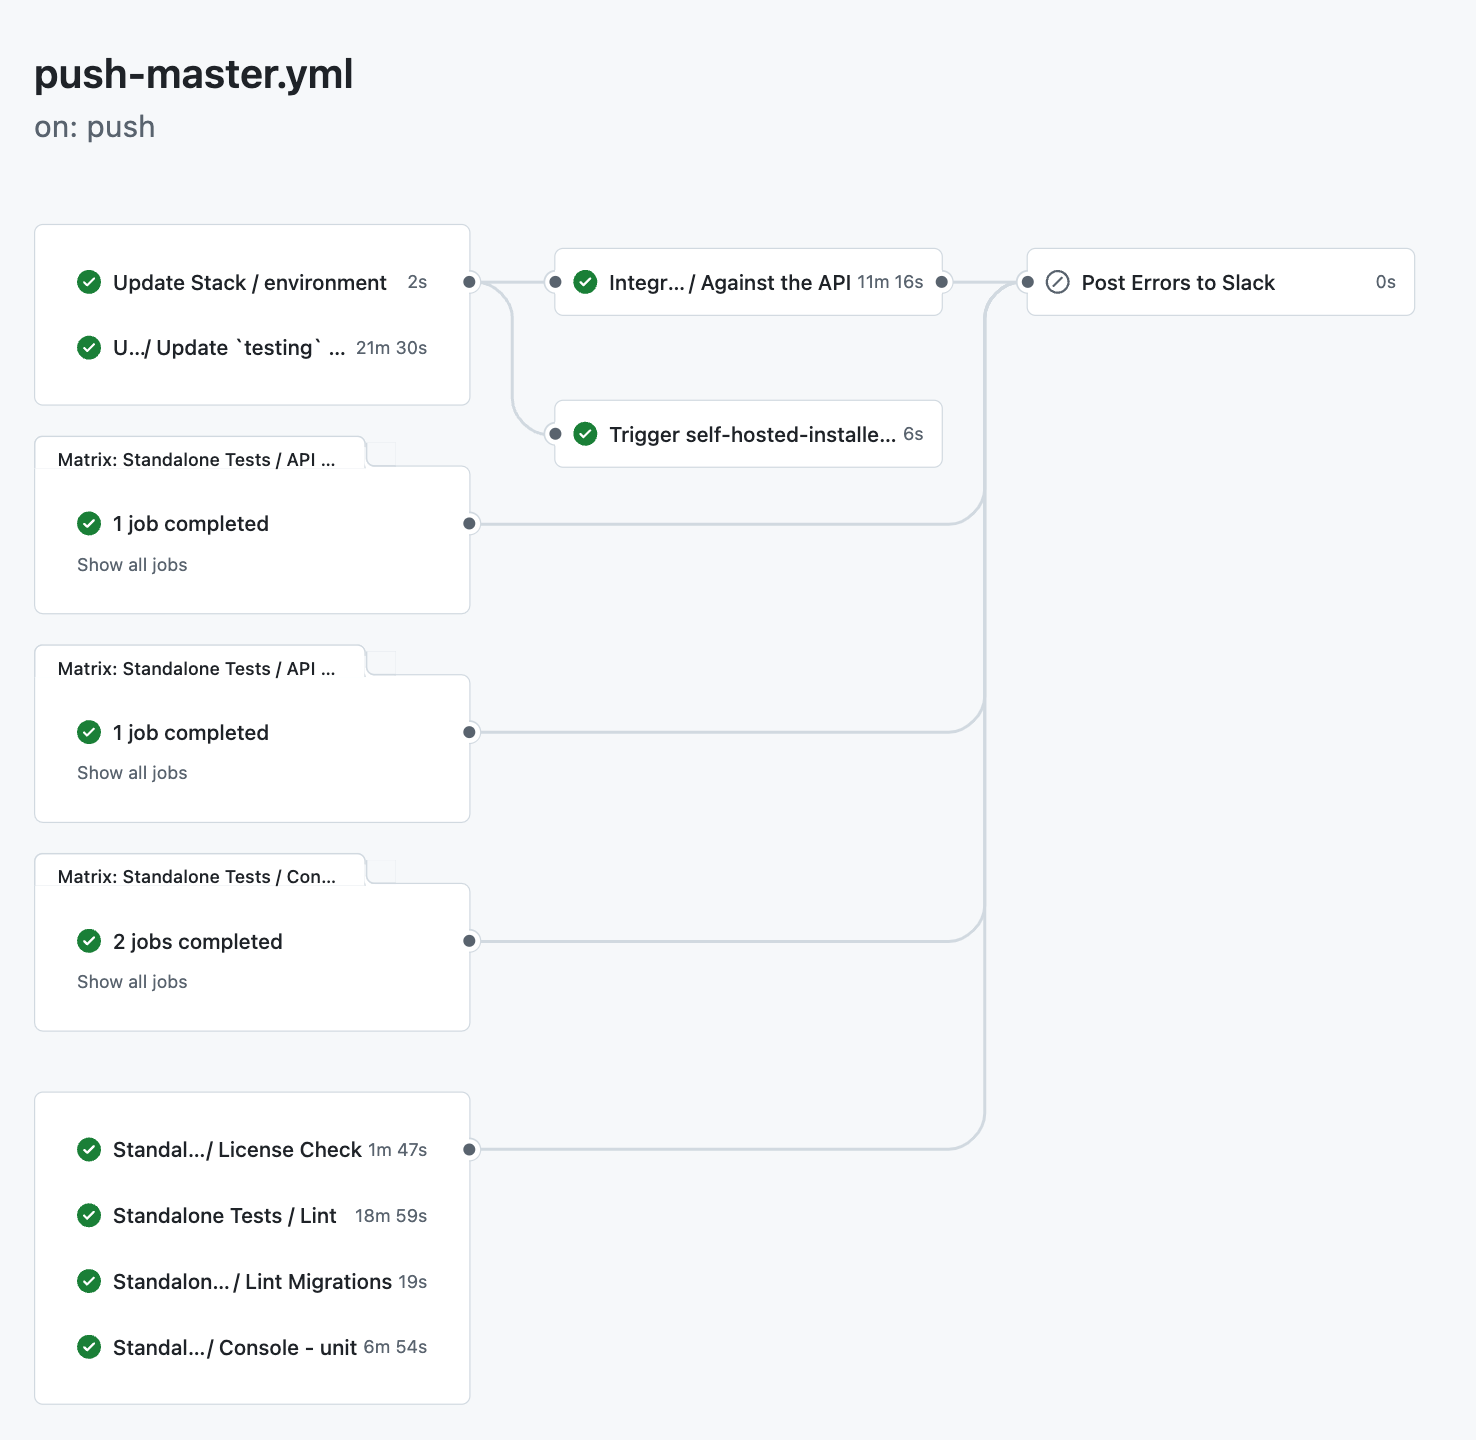 push-master.yml
on: push
Update Stack / environment 2s
U.../ Update `testing` ... 21m 30s
Integr... / Against the API 11m 16s
Trigger self-hosted-installe... 6s
Post Errors to Slack 0s
Matrix: Standalone Tests / API ...
1 job completed
Show all jobs
Matrix: Standalone Tests / API ...
1 job completed
Show all jobs
Matrix: Standalone Tests / Con...
2 jobs completed
Show all jobs
Standal.../ License Check 1m 47s
Standalone Tests / Lint 18m 59s
Standalon... / Lint Migrations 19s
Standal.../ Console - unit 6m 54s